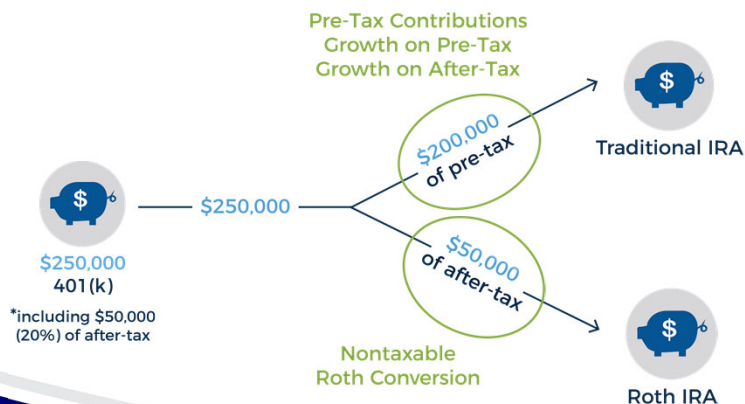 Pre-Tax Contributions
Growth on Pre-Tax
Growth on After-Tax
$
$200,000
of pre-tax
Traditional IRA
$
$250,000
$250,000
401(k)
*including $50,000
(20%) of after-tax
$50,000
of after-tax
$
Nontaxable
Roth Conversion
Roth IRA